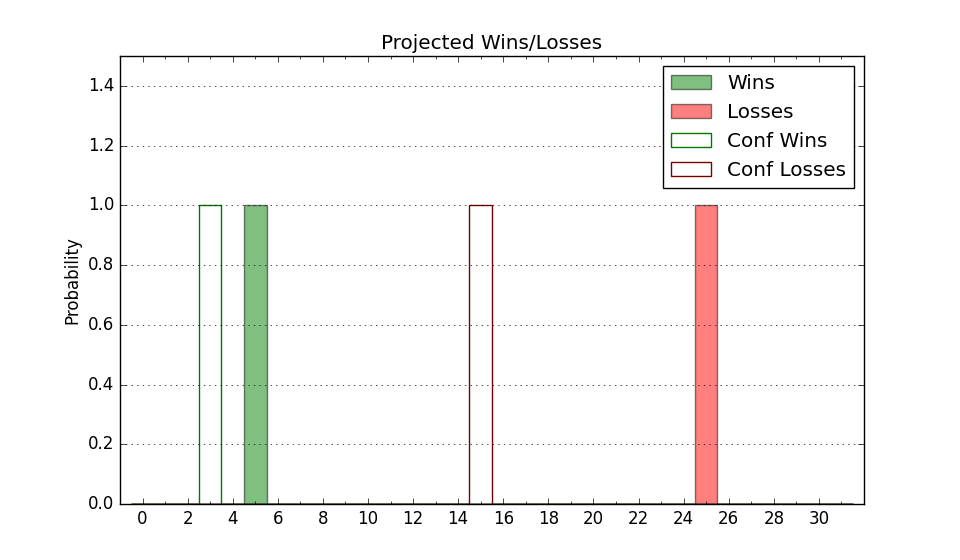 Projected Wins/Losses
Wins
Losses
Conf Wins
Conf Losses
Probability
1.4
1.2
1.0
0.8
0.6
0.4
0.2
0.0
0 2 4 6 8 10 12 14 16 18 20 22 24 26 28 30